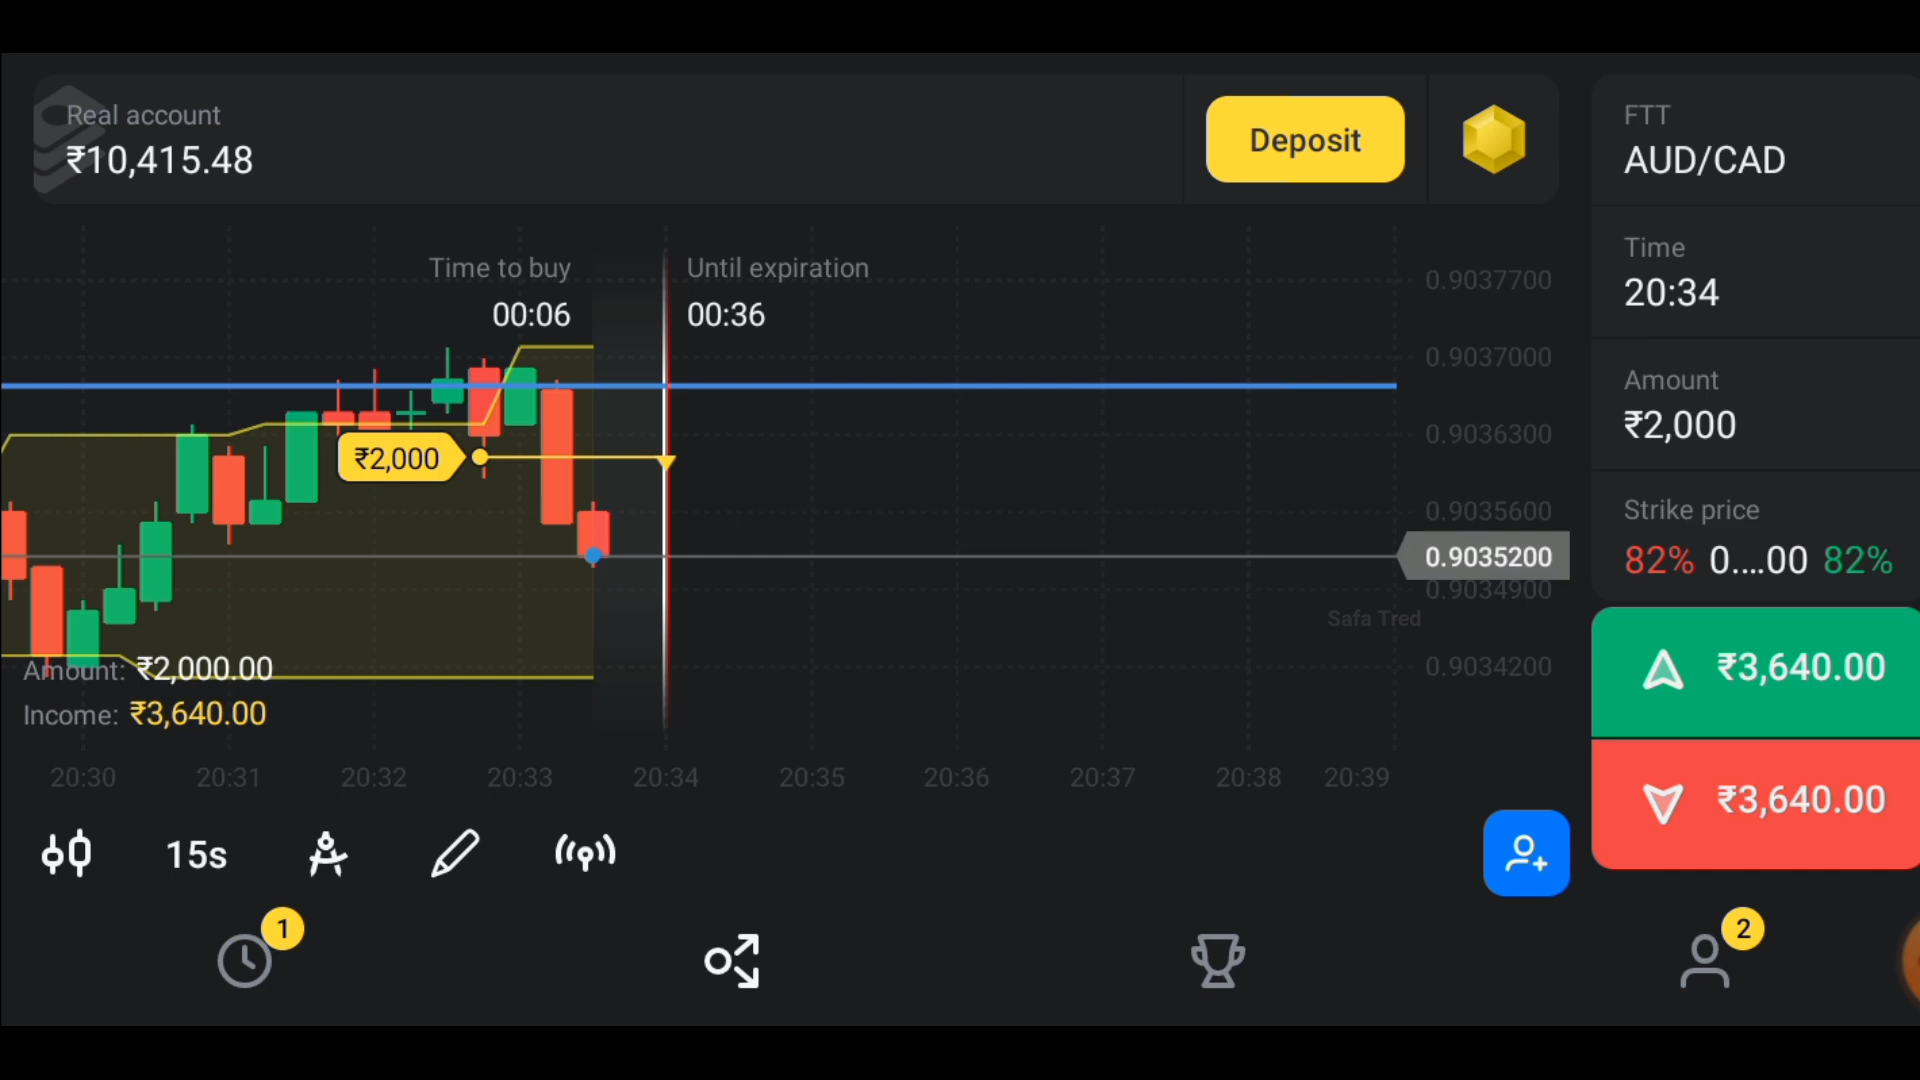 Real account
₹10,415.48
Deposit
FTT
AUD/CAD
Time
20:34
Amount
₹2,000
Strike price
82% 0....00 82%
₹3,640.00
₹3,640.00
Time to buy
00:06
Until expiration
00:36
0.9037700
0.9037000
0.9036300
0.9035600
0.9035200
0.9034900
0.9034200
Safa Tred
₹2,000
Amount: ₹2,000.00
Income: ₹3,640.00
20:30 20:31 20:32 20:33 20:34 20:35 20:36 20:37 20:38 20:39
15s
1
2